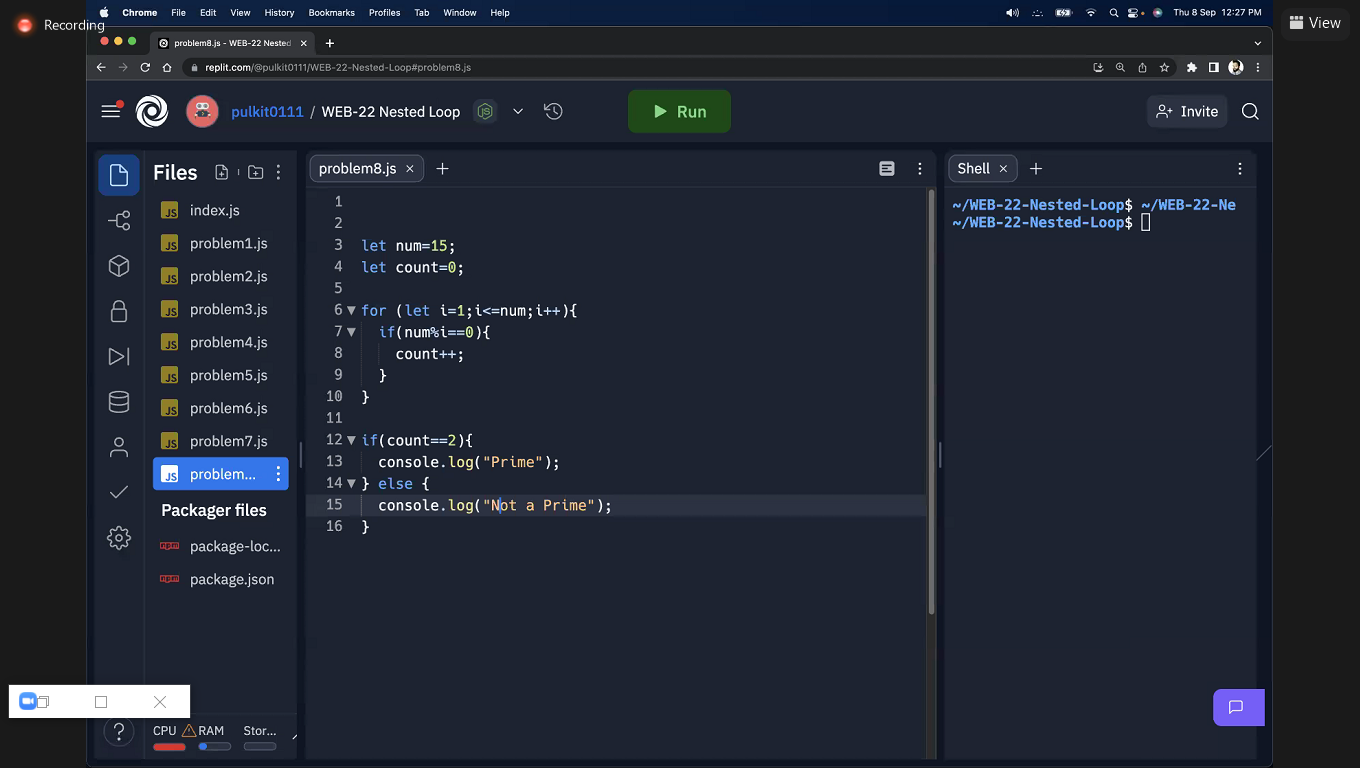 Recording
Chrome File Edit View History Bookmarks Profiles Tab Window Help
Thu 8 Sep 12:27 PM
View
problem8.js - WEB-22 Nested
replit.com/@pulkit0111/WEB-22-Nested-Loop#problem8.js
pulkit0111 / WEB-22 Nested Loop
Run
Invite
Files
index.js
problem1.js
problem2.js
problem3.js
problem4.js
problem5.js
problem6.js
problem7.js
problem...
Packager files
package-loc...
package.json
CPU RAM Stor...
problem8.js
1
2
3 let num=15;
4 let count=0;
5
6 for (let i=1;i<=num;i++){
7 if(num%i==0){
8 count++;
9 }
10 }
11
12 if(count==2){
13 console.log("Prime");
14 } else {
15 console.log("Not a Prime");
16 }
Shell
~/WEB-22-Nested-Loop$ ~/WEB-22-Ne
~/WEB-22-Nested-Loop$